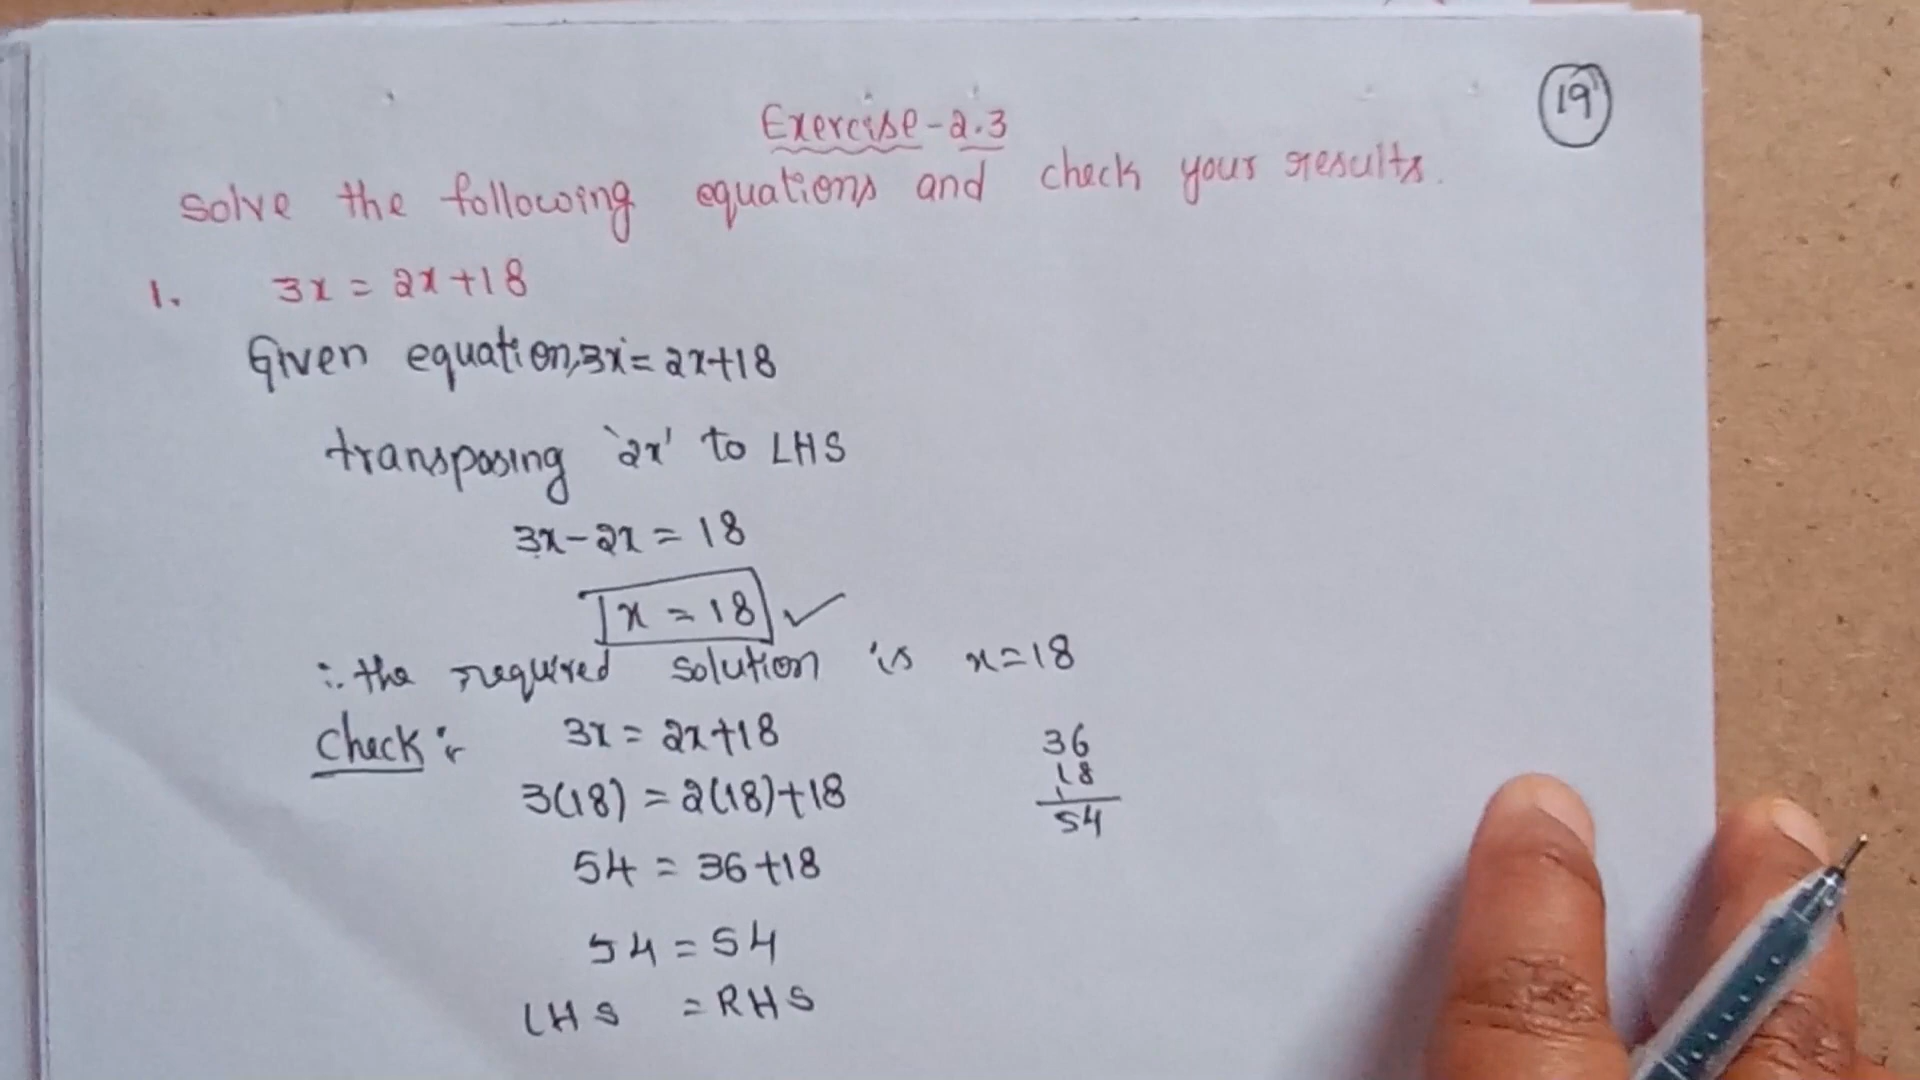 19
Exercise-2.3
Solve the following equations and check your results.
1. 3x = 2x+18
Given equation, 3x = 2x+18
transposing '2x' to LHS
3x-2x = 18
x = 18 ✓
∴ the required solution is x=18
Check :- 3x = 2x+18
3(18) = 2(18)+18
54 = 36+18
54 = 54
LHS = RHS
36
18
54